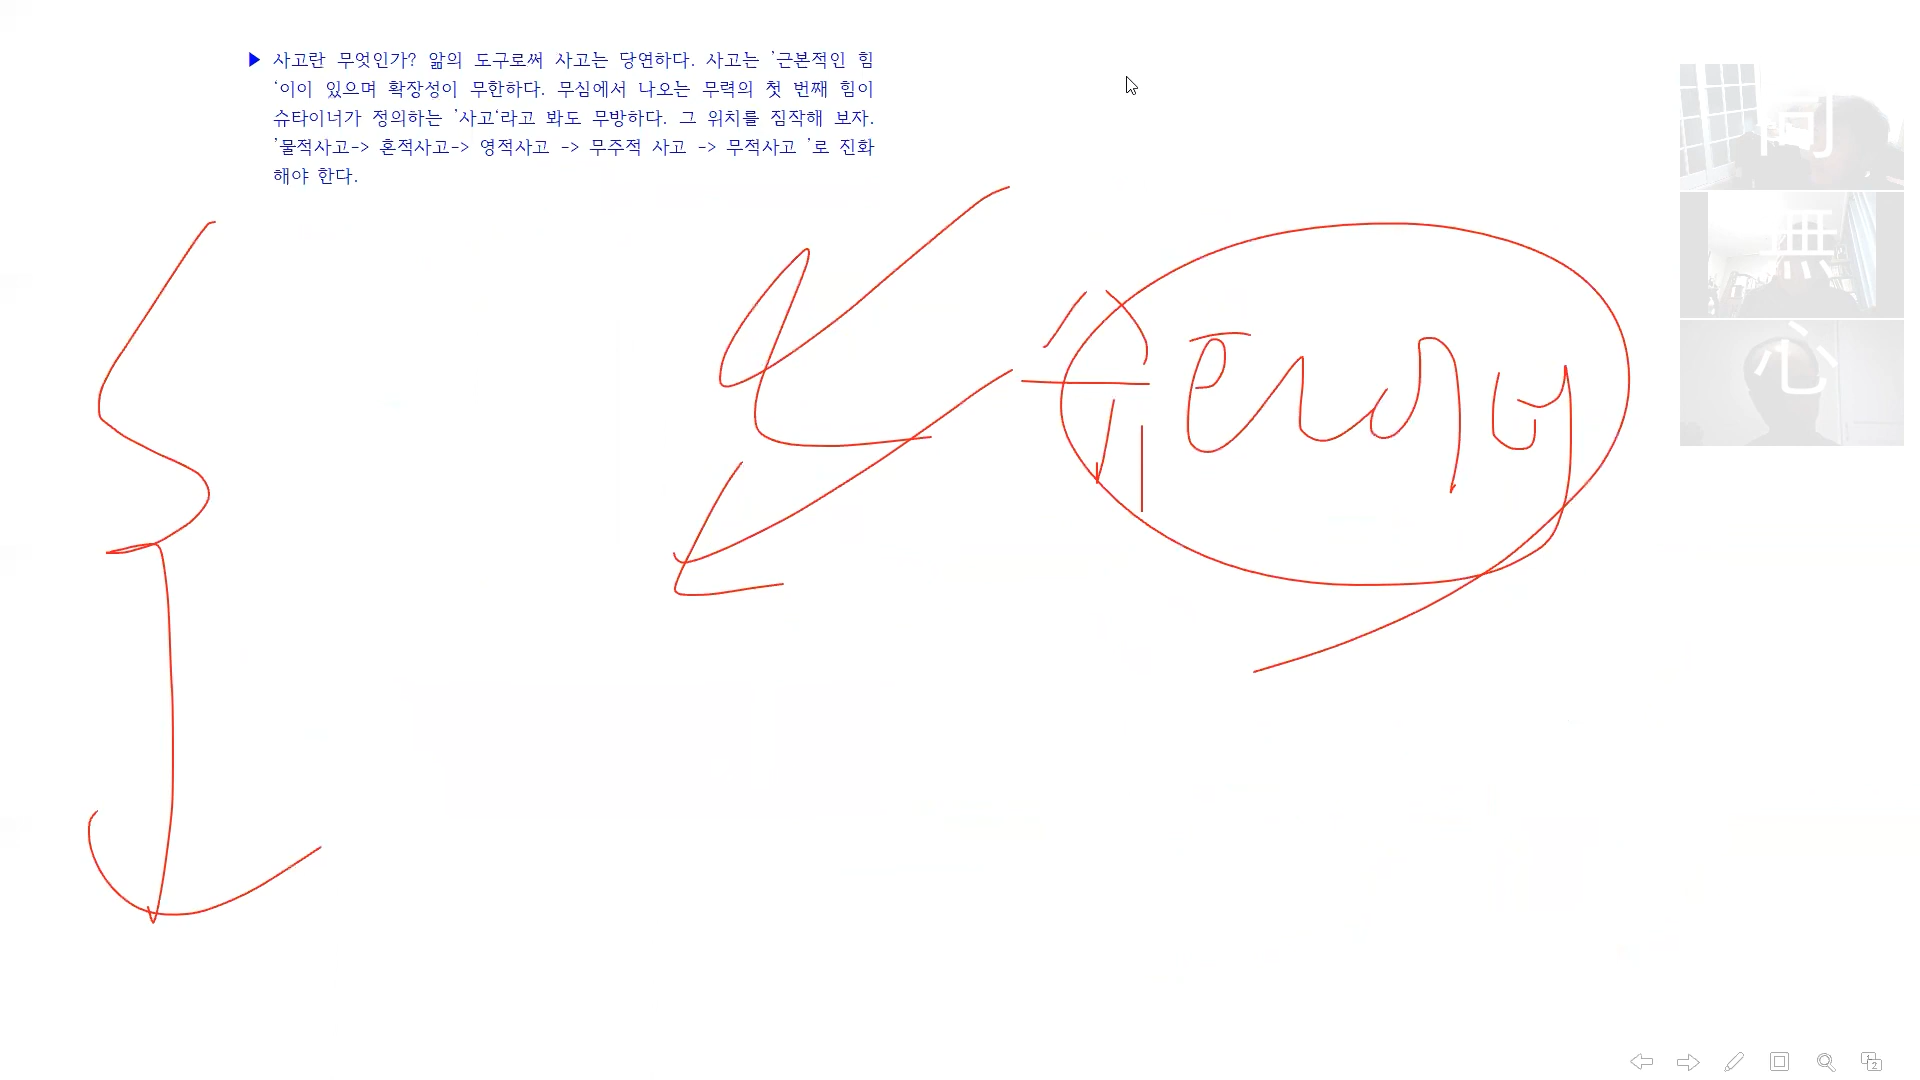 ▶ 사고란 무엇인가? 앎의 도구로써 사고는 당연하다. 사고는 '근본적인 힘
'이이 있으며 확장성이 무한하다. 무심에서 나오는 무력의 첫 번째 힘이
슈타이너가 정의하는 '사고'라고 봐도 무방하다. 그 위치를 짐작해 보자.
'물적사고-> 혼적사고-> 영적사고 -> 무주적 사고 -> 무적사고 '로 진화
해야 한다.
問
無
心